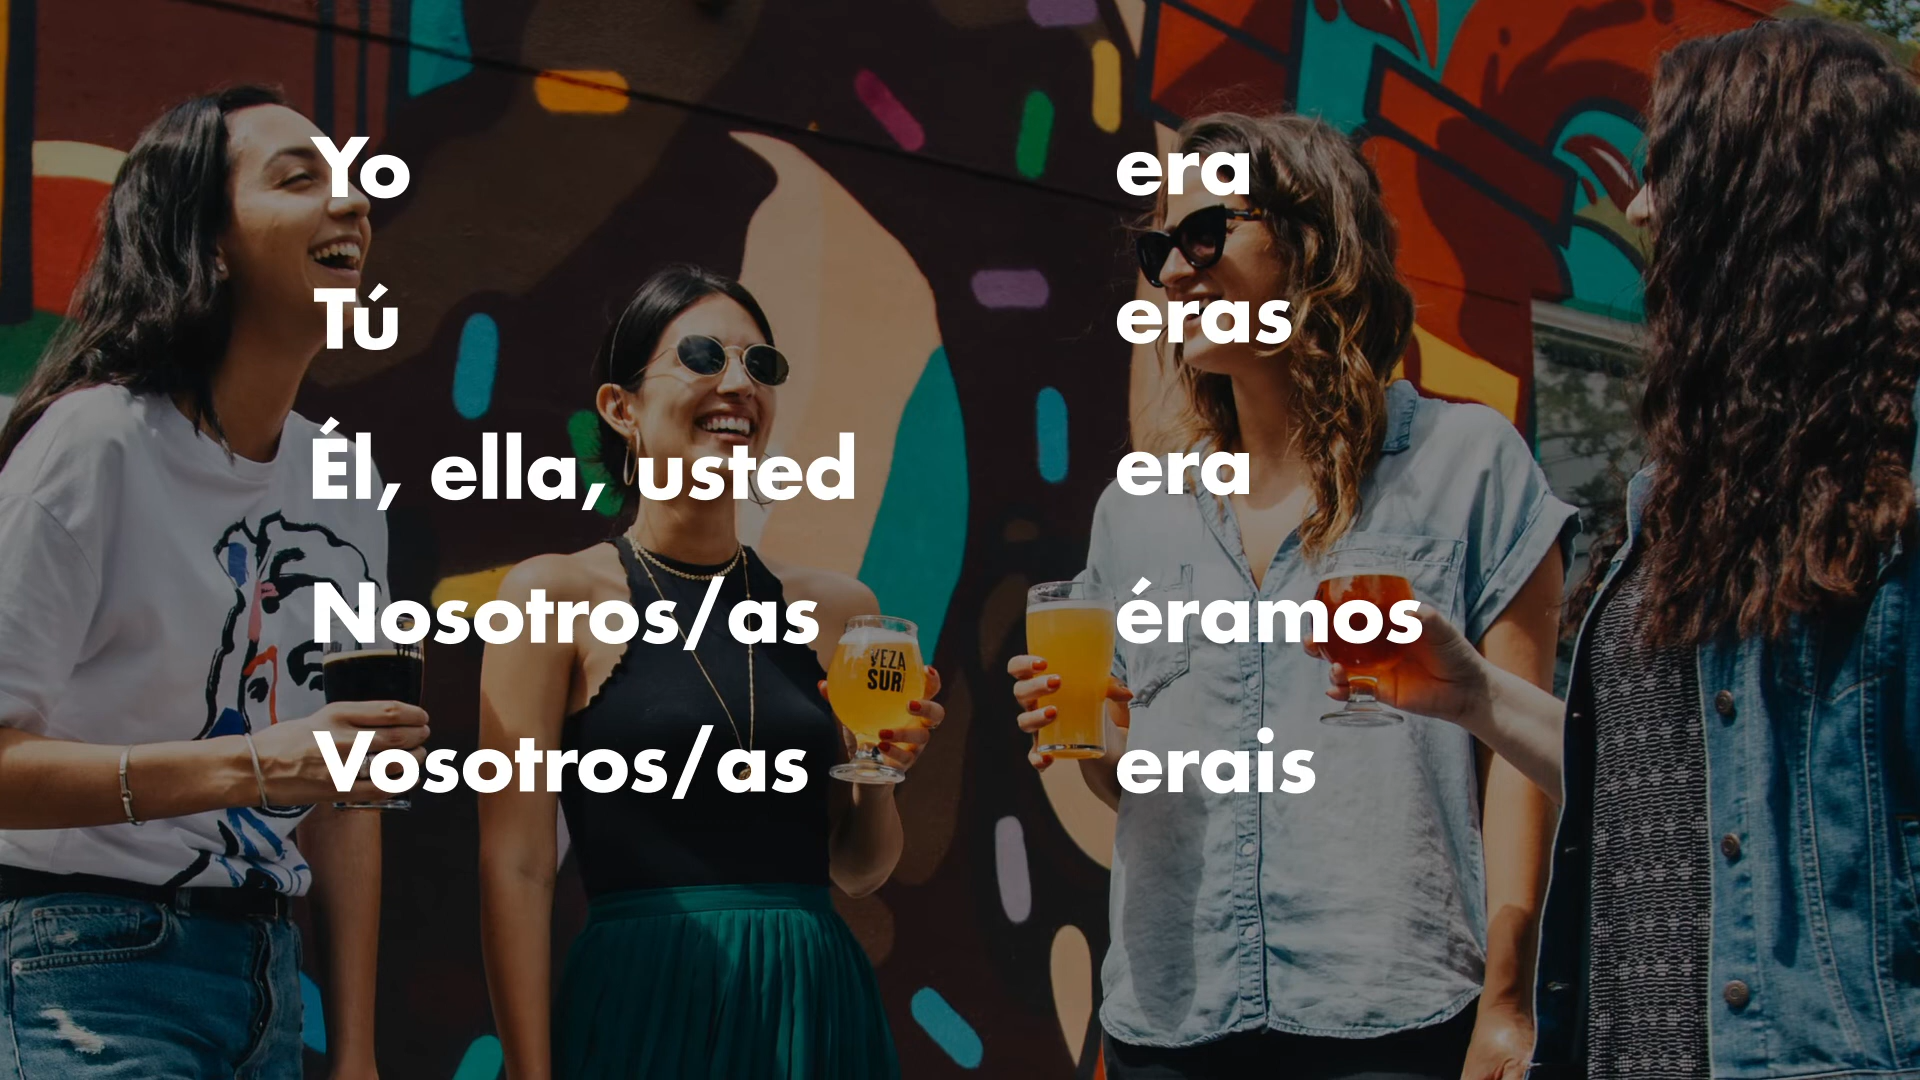 Yo era
Tú eras
Él, ella, usted era
Nosotros/as éramos
Vosotros/as erais
VEZA
SUR